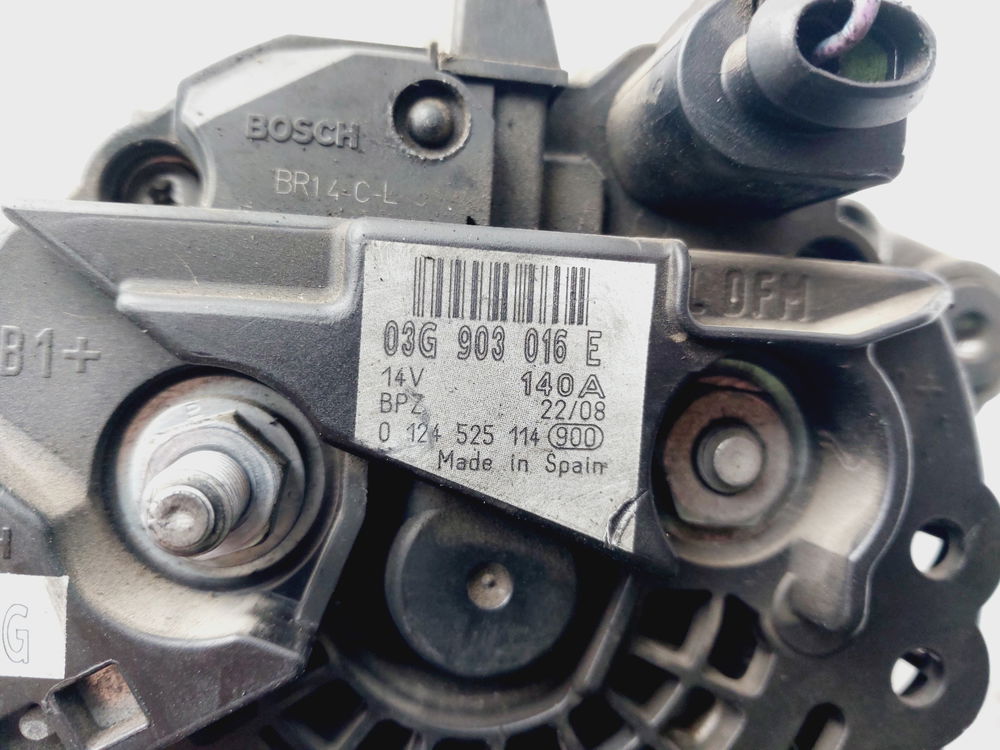 BOSCH
BR14-C-L
DFM
B1+
03G 903 016 E
14V 140A
BPZ 22/08
0 124 525 114 900
Made in Spain
G